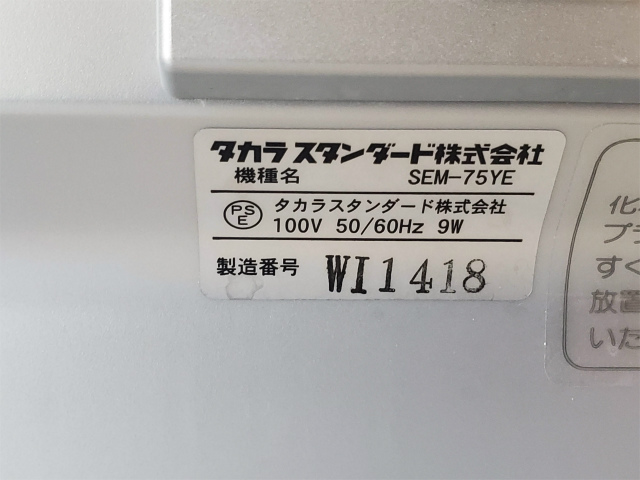 タカラスタンダード株式会社
機種名 SEM-75YE
PSE タカラスタンダード株式会社
100V 50/60Hz 9W
製造番号 WI1418
化
プラ
すぐ
放置
いた